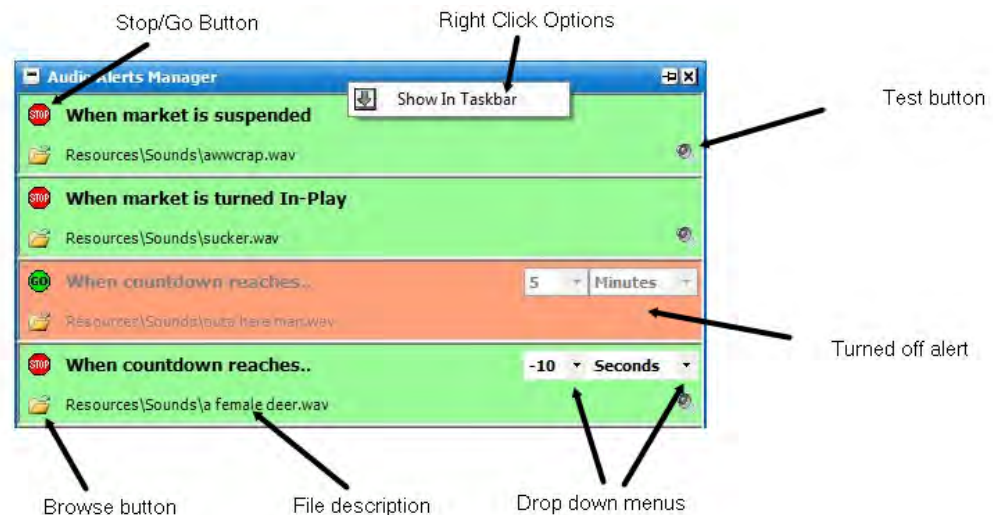 Stop/Go Button
Right Click Options
Audio Alerts Manager
Show In Taskbar
Test button
STOP
When market is suspended
Resources\Sounds\awwcrap.wav
STOP
When market is turned In-Play
Resources\Sounds\sucker.wav
GO
When countdown reaches..
5
Minutes
Resources\Sounds\outa here man.wav
Turned off alert
STOP
When countdown reaches..
-10
Seconds
Resources\Sounds\a female deer.wav
Browse button
File description
Drop down menus